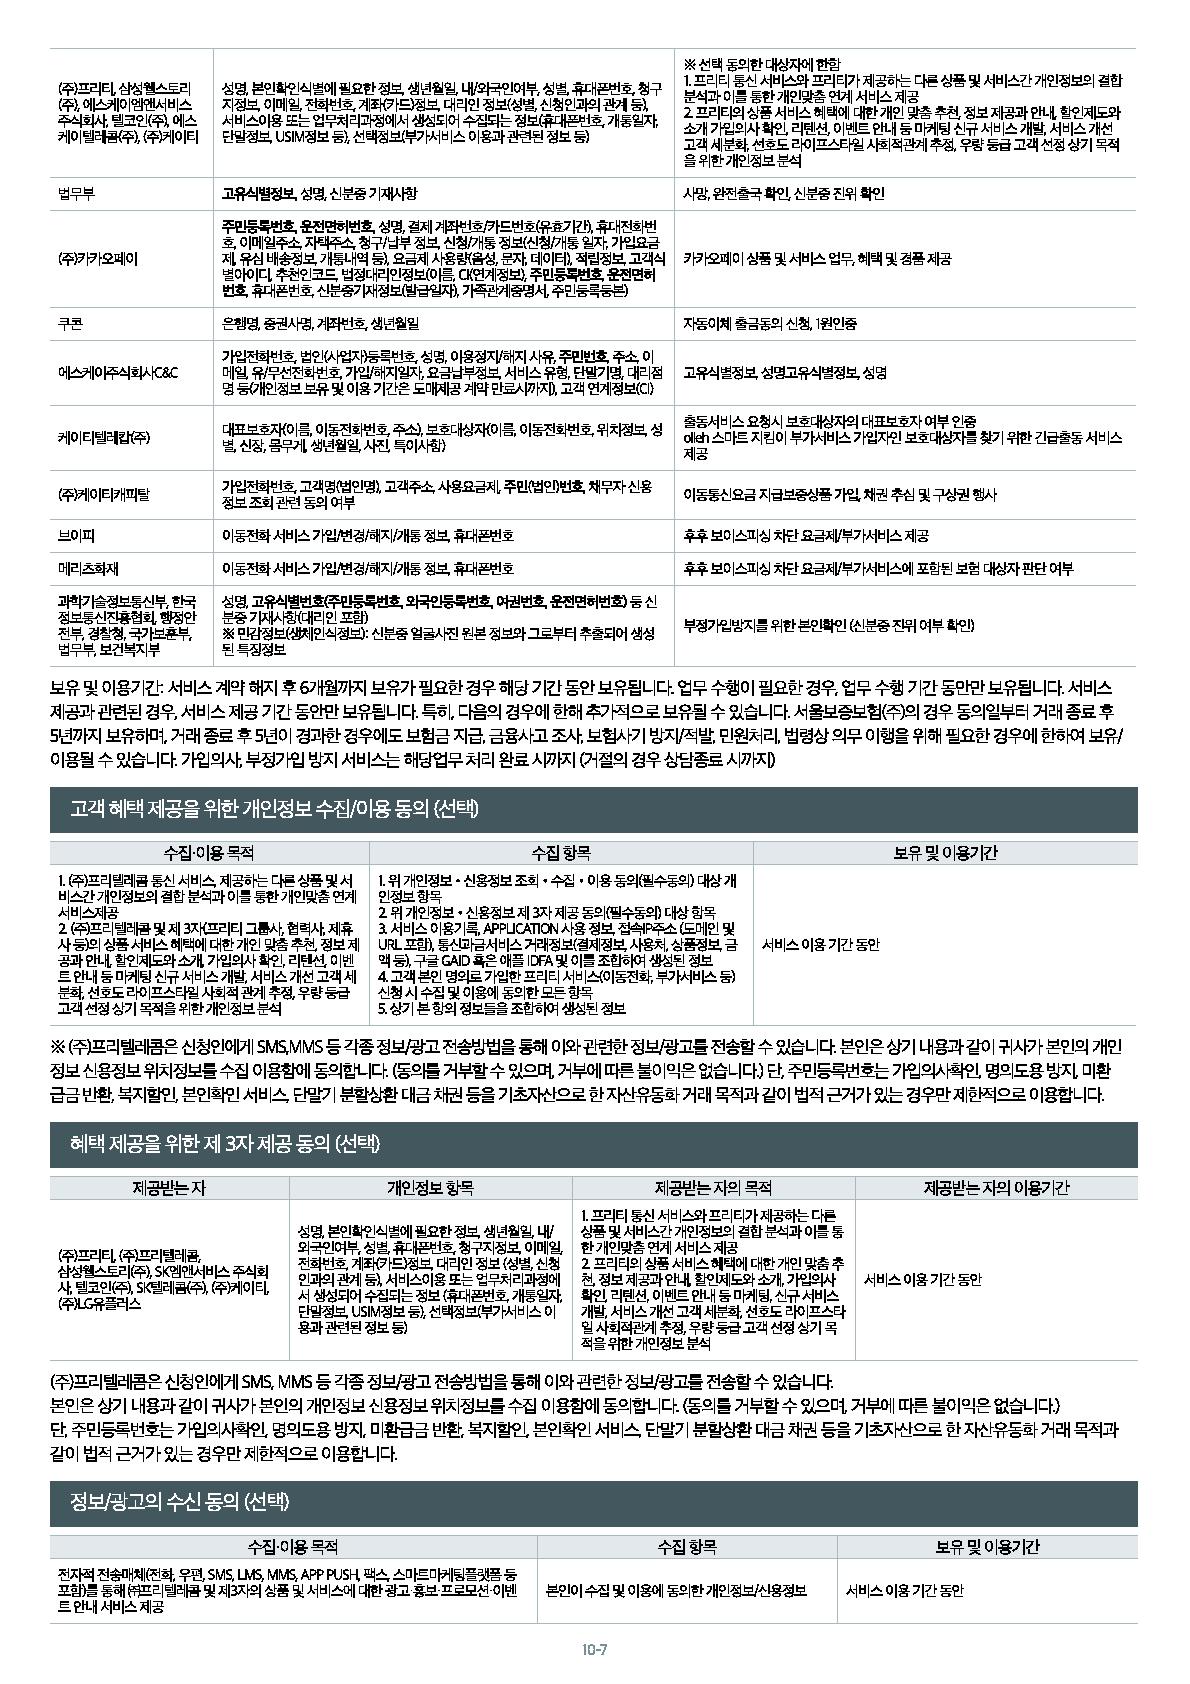 (주)프리티, 삼성웰스토리
(주), 에스케이엠앤서비스
주식회사, 텔코인(주), 에스
케이텔레콤(주), (주)케이티
성명, 본인확인식별에 필요한 정보, 생년월일, 내/외국인여부, 성별, 휴대폰번호, 청구
지정보, 이메일, 전화번호, 계좌(카드)정보, 대리인 정보(성별, 신청인과의 관계 등),
서비스이용 또는 업무처리과정에서 생성되어 수집되는 정보(휴대폰번호, 개통일자,
단말정보, USIM정보 등), 선택정보(부가서비스 이용과 관련된 정보 등)
※ 선택 동의한 대상자에 한함
1. 프리티 통신 서비스와 프리티가 제공하는 다른 상품 및 서비스간 개인정보의 결합
분석과 이를 통한 개인맞춤 연계 서비스 제공
2. 프리티의 상품 서비스 혜택에 대한 개인 맞춤 추천, 정보 제공과 안내, 할인제도와
소개 가입의사 확인, 리텐션, 이벤트 안내 등 마케팅 신규 서비스 개발, 서비스 개선
고객 세분화, 선호도 라이프스타일 사회적관계 추정, 우량 등급 고객 선정 상기 목적
을 위한 개인정보 분석
법무부
고유식별정보, 성명, 신분증 기재사항
사망, 완전출국 확인, 신분증 진위 확인
(주)카카오페이
주민등록번호, 운전면허번호, 성명, 결제 계좌번호/카드번호(유효기간), 휴대전화번
호, 이메일주소, 자택주소, 청구/납부 정보, 신청/개통 정보(신청/개통 일자, 가입요금
제, 유심 배송정보, 개통내역 등), 요금제 사용량(음성, 문자, 데이터), 적립정보, 고객식
별아이디, 추천인코드, 법정대리인정보(이름, CI(연계정보), 주민등록번호, 운전면허
번호, 휴대폰번호, 신분증기재정보(발급일자), 가족관계증명서, 주민등록등본)
카카오페이 상품 및 서비스 업무, 혜택 및 경품 제공
쿠콘
은행명, 증권사명, 계좌번호, 생년월일
자동이체 출금동의 신청, 1원인증
에스케이주식회사C&C
가입전화번호, 법인(사업자)등록번호, 성명, 이용정지/해지 사유, 주민번호, 주소, 이
메일, 유/무선전화번호, 가입/해지일자, 요금납부정보, 서비스 유형, 단말기명, 대리점
명 등(개인정보 보유 및 이용 기간은 도매제공 계약 만료시까지), 고객 연계정보(CI)
고유식별정보, 성명고유식별정보, 성명
케이티텔레캅(주)
대표보호자(이름, 이동전화번호, 주소), 보호대상자(이름, 이동전화번호, 위치정보, 성
별, 신장, 몸무게, 생년월일, 사진, 특이사항)
출동서비스 요청시 보호대상자의 대표보호자 여부 인증
olleh 스마트 지킴이 부가서비스 가입자인 보호대상자를 찾기 위한 긴급출동 서비스
제공
(주)케이티캐피탈
가입전화번호, 고객명(법인명), 고객주소, 사용요금제, 주민(법인)번호, 채무자 신용
정보 조회 관련 동의 여부
이동통신요금 지급보증상품 가입, 채권 추심 및 구상권 행사
브이피
이동전화 서비스 가입/변경/해지/개통 정보, 휴대폰번호
후후 보이스피싱 차단 요금제/부가서비스 제공
메리츠화재
이동전화 서비스 가입/변경/해지/개통 정보, 휴대폰번호
후후 보이스피싱 차단 요금제/부가서비스에 포함된 보험 대상자 판단 여부
과학기술정보통신부, 한국
정보통신진흥협회, 행정안
전부, 경찰청, 국가보훈부,
법무부, 보건복지부
성명, 고유식별번호(주민등록번호, 외국인등록번호, 여권번호, 운전면허번호) 등 신
분증 기재사항(대리인 포함)
※ 민감정보(생체인식정보): 신분증 얼굴사진 원본 정보와 그로부터 추출되어 생성
된 특징정보
부정가입방지를 위한 본인확인 (신분증 진위 여부 확인)
보유 및 이용기간: 서비스 계약 해지 후 6개월까지 보유가 필요한 경우 해당 기간 동안 보유됩니다. 업무 수행이 필요한 경우, 업무 수행 기간 동안만 보유됩니다. 서비스
제공과 관련된 경우, 서비스 제공 기간 동안만 보유됩니다. 특히, 다음의 경우에 한해 추가적으로 보유될 수 있습니다. 서울보증보험(주)의 경우 동의일부터 거래 종료 후
5년까지 보유하며, 거래 종료 후 5년이 경과한 경우에도 보험금 지급, 금융사고 조사, 보험사기 방지/적발, 민원처리, 법령상 의무 이행을 위해 필요한 경우에 한하여 보유/
이용될 수 있습니다. 가입의사, 부정가입 방지 서비스는 해당업무 처리 완료 시까지 (거절의 경우 상담종료 시까지)
고객 혜택 제공을 위한 개인정보 수집/이용 동의 (선택)
수집·이용 목적
수집 항목
보유 및 이용기간
1. (주)프리텔레콤 통신 서비스, 제공하는 다른 상품 및 서
비스간 개인정보의 결합 분석과 이를 통한 개인맞춤 연계
서비스제공
2. (주)프리텔레콤 및 제 3자(프리티 그룹사, 협력사, 제휴
사 등)의 상품 서비스 혜택에 대한 개인 맞춤 추천, 정보 제
공과 안내, 할인제도와 소개, 가입의사 확인, 리텐션, 이벤
트 안내 등 마케팅 신규 서비스 개발, 서비스 개선 고객 세
분화, 선호도 라이프스타일 사회적 관계 추정, 우량 등급
고객 선정 상기 목적을 위한 개인정보 분석
1. 위 개인정보・신용정보 조회・수집・이용 동의(필수동의) 대상 개
인정보 항목
2. 위 개인정보・신용정보 제 3자 제공 동의(필수동의) 대상 항목
3. 서비스 이용기록, APPLICATION 사용 정보, 접속IP주소 (도메인 및
URL 포함), 통신과금서비스 거래정보(결제정보, 사용처, 상품정보, 금
액 등), 구글 GAID 혹은 애플 IDFA 및 이를 조합하여 생성된 정보
4. 고객 본인 명의로 가입한 프리티 서비스(이동전화, 부가서비스 등)
신청 시 수집 및 이용에 동의한 모든 항목
5. 상기 본 항의 정보들을 조합하여 생성된 정보
서비스 이용 기간 동안
※ (주)프리텔레콤은 신청인에게 SMS,MMS 등 각종 정보/광고 전송방법을 통해 이와 관련한 정보/광고를 전송할 수 있습니다. 본인은 상기 내용과 같이 귀사가 본인의 개인
정보 신용정보 위치정보를 수집 이용함에 동의합니다. (동의를 거부할 수 있으며, 거부에 따른 불이익은 없습니다.) 단, 주민등록번호는 가입의사확인, 명의도용 방지, 미환
급금 반환, 복지할인, 본인확인 서비스, 단말기 분할상환 대금 채권 등을 기초자산으로 한 자산유동화 거래 목적과 같이 법적 근거가 있는 경우만 제한적으로 이용합니다.
혜택 제공을 위한 제 3자 제공 동의 (선택)
제공받는 자
개인정보 항목
제공받는 자의 목적
제공받는 자의 이용기간
(주)프리티, (주)프리텔레콤,
삼성웰스토리(주), SK엠앤서비스 주식회
사, 텔코인(주), SK텔레콤(주), (주)케이티,
(주)LG유플러스
성명, 본인확인식별에 필요한 정보, 생년월일, 내/
외국인여부, 성별, 휴대폰번호, 청구지정보, 이메일,
전화번호, 계좌(카드)정보, 대리인 정보 (성별, 신청
인과의 관계 등), 서비스이용 또는 업무처리과정에
서 생성되어 수집되는 정보 (휴대폰번호, 개통일자,
단말정보, USIM정보 등), 선택정보(부가서비스 이
용과 관련된 정보 등)
1. 프리티 통신 서비스와 프리티가 제공하는 다른
상품 및 서비스간 개인정보의 결합 분석과 이를 통
한 개인맞춤 연계 서비스 제공
2. 프리티의 상품 서비스 혜택에 대한 개인 맞춤 추
천, 정보 제공과 안내, 할인제도와 소개, 가입의사
확인, 리텐션, 이벤트 안내 등 마케팅, 신규 서비스
개발, 서비스 개선 고객 세분화, 선호도 라이프스타
일 사회적관계 추정, 우량 등급 고객 선정 상기 목
적을 위한 개인정보 분석
서비스 이용 기간 동안
(주)프리텔레콤은 신청인에게 SMS, MMS 등 각종 정보/광고 전송방법을 통해 이와 관련한 정보/광고를 전송할 수 있습니다.
본인은 상기 내용과 같이 귀사가 본인의 개인정보 신용정보 위치정보를 수집 이용함에 동의합니다. (동의를 거부할 수 있으며, 거부에 따른 불이익은 없습니다.)
단, 주민등록번호는 가입의사확인, 명의도용 방지, 미환급금 반환, 복지할인, 본인확인 서비스, 단말기 분할상환 대금 채권 등을 기초자산으로 한 자산유동화 거래 목적과
같이 법적 근거가 있는 경우만 제한적으로 이용합니다.
정보/광고의 수신 동의 (선택)
수집·이용 목적
수집 항목
보유 및 이용기간
전자적 전송매체(전화, 우편, SMS, LMS, MMS, APP PUSH, 팩스, 스마트마케팅플랫폼 등
포함)를 통해 ㈜프리텔레콤 및 제3자의 상품 및 서비스에 대한 광고·홍보·프로모션·이벤
트 안내 서비스 제공
본인이 수집 및 이용에 동의한 개인정보/신용정보
서비스 이용 기간 동안
10-7